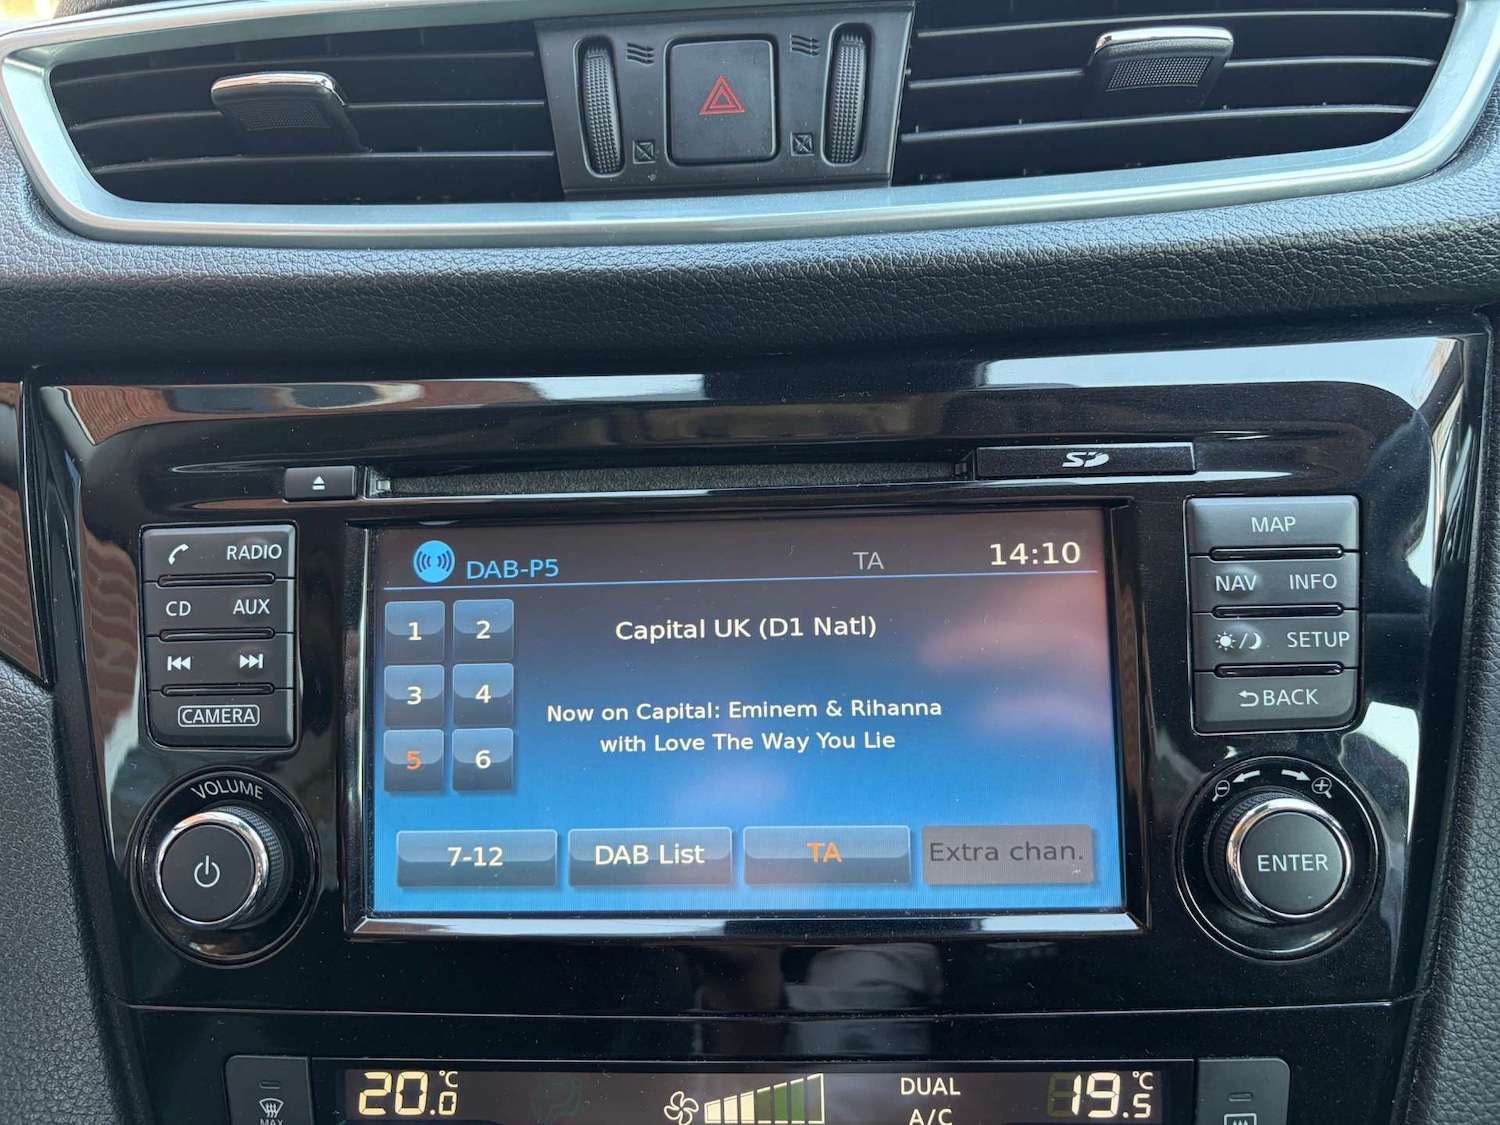 SD
RADIO
CD AUX
CAMERA
VOLUME
DAB-P5 TA 14:10
1 2
3 4
5 6
Capital UK (D1 Natl)
Now on Capital: Eminem & Rihanna
with Love The Way You Lie
7-12 DAB List TA Extra chan.
MAP
NAV INFO
SETUP
BACK
ENTER
20.0 °C DUAL 19.5 °C
A/C
MAX